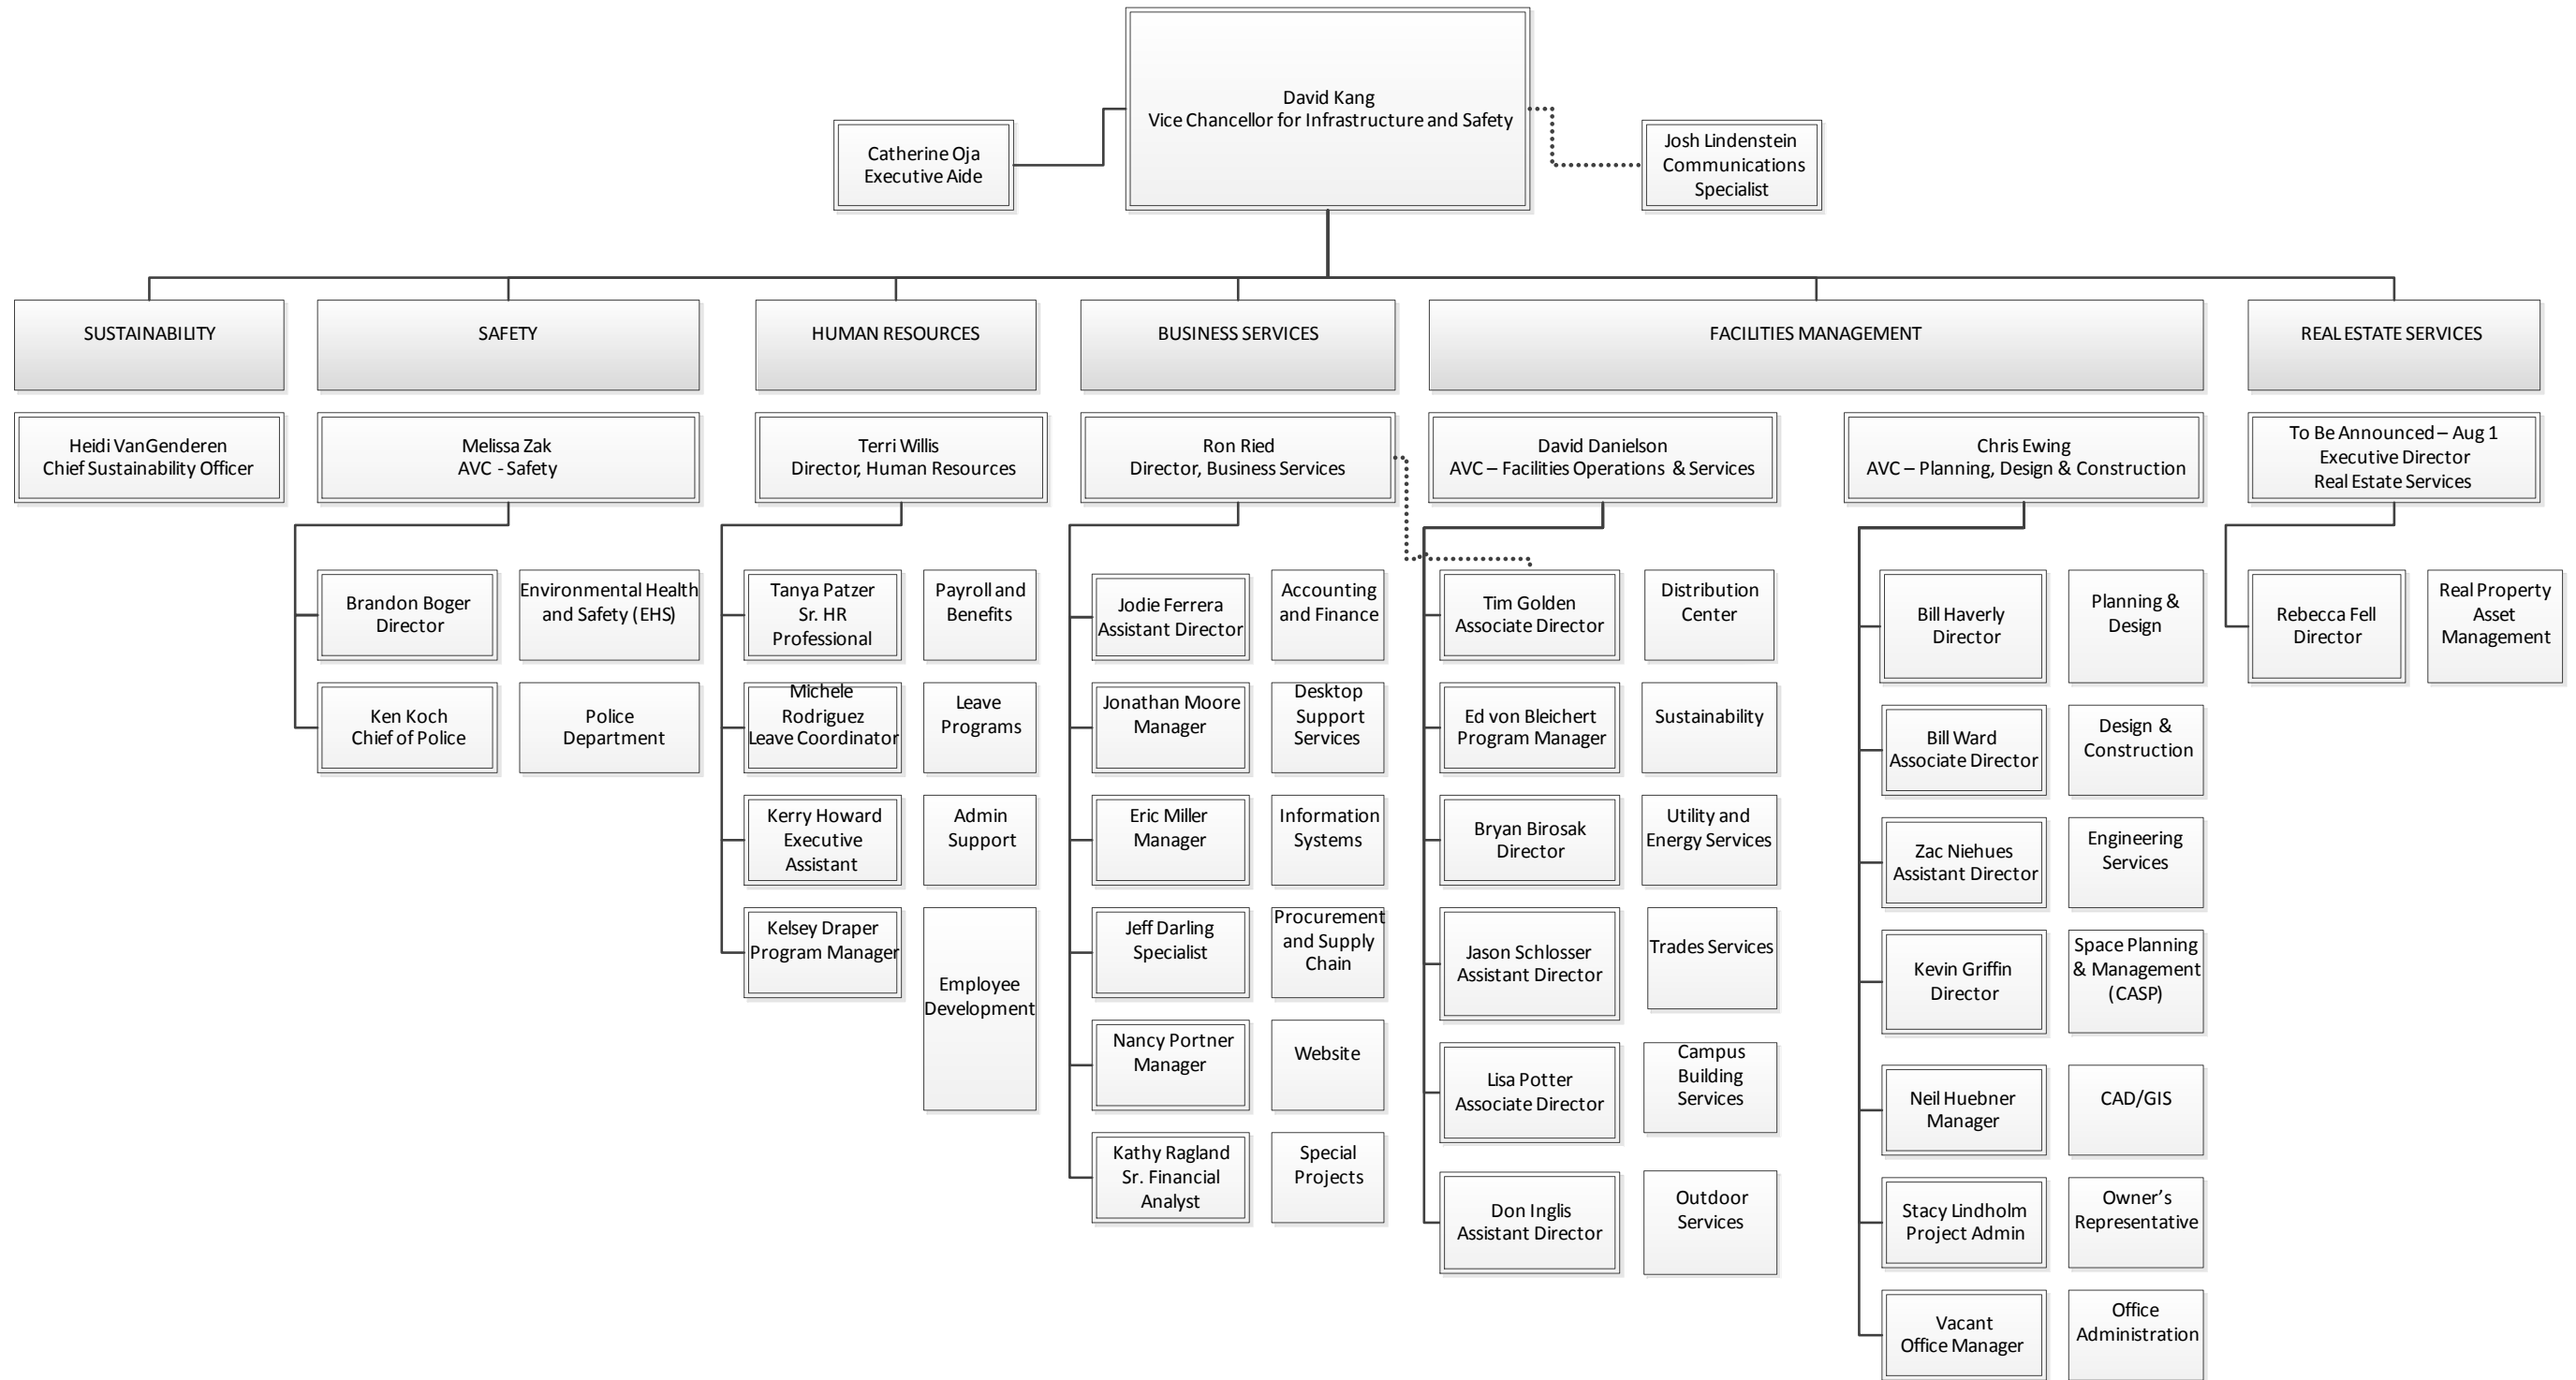 David Kang
Vice Chancellor for Infrastructure and Safety
Catherine Oja
Executive Aide
Josh Lindenstein
Communications
Specialist
SUSTAINABILITY
SAFETY
HUMAN RESOURCES
BUSINESS SERVICES
FACILITIES MANAGEMENT
REAL ESTATE SERVICES
Heidi VanGenderen
Chief Sustainability Officer
Melissa Zak
AVC - Safety
Terri Willis
Director, Human Resources
Ron Ried
Director, Business Services
David Danielson
AVC – Facilities Operations & Services
Chris Ewing
AVC – Planning, Design & Construction
To Be Announced – Aug 1
Executive Director
Real Estate Services
Brandon Boger
Director
Environmental Health
and Safety (EHS)
Ken Koch
Chief of Police
Police
Department
Tanya Patzer
Sr. HR
Professional
Payroll and
Benefits
Michele
Rodriguez
Leave Coordinator
Leave
Programs
Kerry Howard
Executive
Assistant
Admin
Support
Kelsey Draper
Program Manager
Employee
Development
Jodie Ferrera
Assistant Director
Accounting
and Finance
Jonathan Moore
Manager
Desktop
Support
Services
Eric Miller
Manager
Information
Systems
Jeff Darling
Specialist
Procurement
and Supply
Chain
Nancy Portner
Manager
Website
Kathy Ragland
Sr. Financial
Analyst
Special
Projects
Tim Golden
Associate Director
Distribution
Center
Ed von Bleichert
Program Manager
Sustainability
Bryan Birosak
Director
Utility and
Energy Services
Jason Schlosser
Assistant Director
Trades Services
Lisa Potter
Associate Director
Campus
Building
Services
Don Inglis
Assistant Director
Outdoor
Services
Bill Haverly
Director
Planning &
Design
Bill Ward
Associate Director
Design &
Construction
Zac Niehues
Assistant Director
Engineering
Services
Kevin Griffin
Director
Space Planning
& Management
(CASP)
Neil Huebner
Manager
CAD/GIS
Stacy Lindholm
Project Admin
Owner’s
Representative
Vacant
Office Manager
Office
Administration
Rebecca Fell
Director
Real Property
Asset
Management